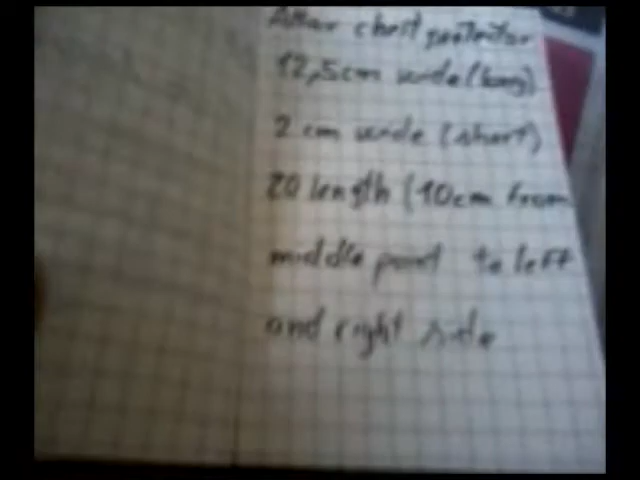 chest protector
12,5cm wide (long)
2 cm wide (short)
20 length (10cm from
middle point to left
and right side